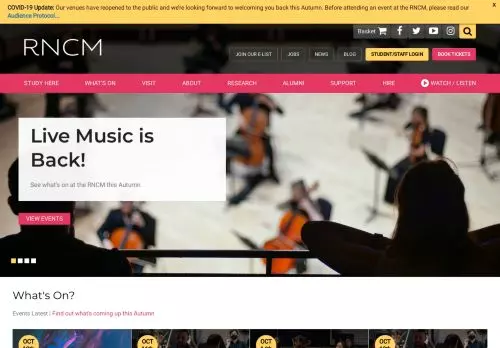 COVID-19 Update: Our venues have reopened to the public and we're looking forward to welcoming you back this Autumn. Before attending an event at the RNCM, please read our
Audience Protocol...
x
Basket
RNCM
JOIN OUR E-LIST
JOBS
NEWS
BLOG
STUDENT/STAFF LOGIN
BOOK TICKETS
STUDY HERE
WHAT'S ON
VISIT
ABOUT
RESEARCH
ALUMNI
SUPPORT
HIRE
WATCH / LISTEN
Live Music is
Back!
See what's on at the RNCM this Autumn.
VIEW EVENTS
What's On?
Events Latest | Find out what's coming up this Autumn
OCT
OCT
OCT
OCT